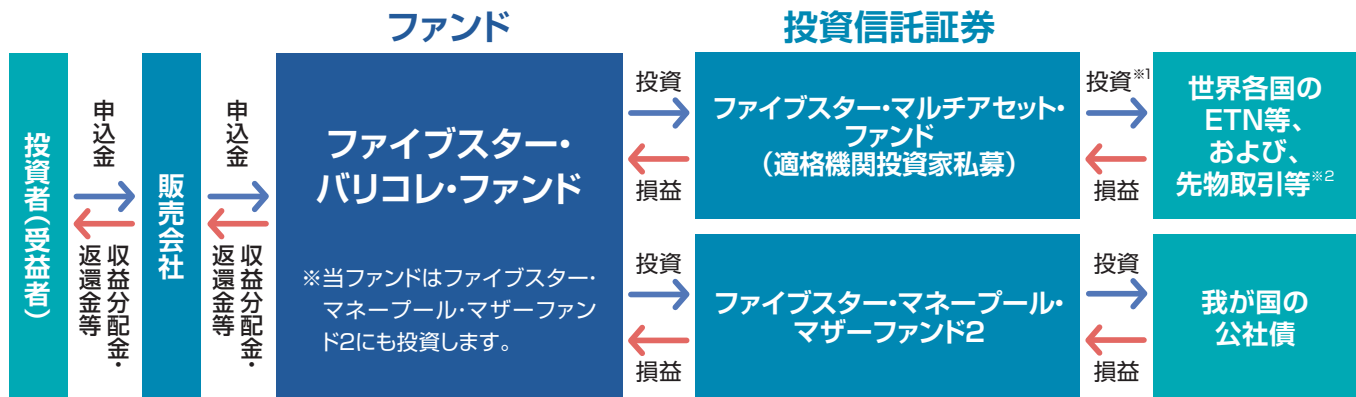 ファンド
投資信託証券
投資者(受益者)
申込金
収益分配金・
返還金等
販売会社
申込金
収益分配金・
返還金等
ファイブスター・
バリコレ・ファンド
※当ファンドはファイブスター・
マネープール・マザーファン
ド2にも投資します。
投資
損益
ファイブスター・マルチアセット・
ファンド
(適格機関投資家私募)
投資※1
損益
世界各国の
ETN等、
および、
先物取引等※2
投資
損益
ファイブスター・マネープール・
マザーファンド2
投資
損益
我が国の
公社債